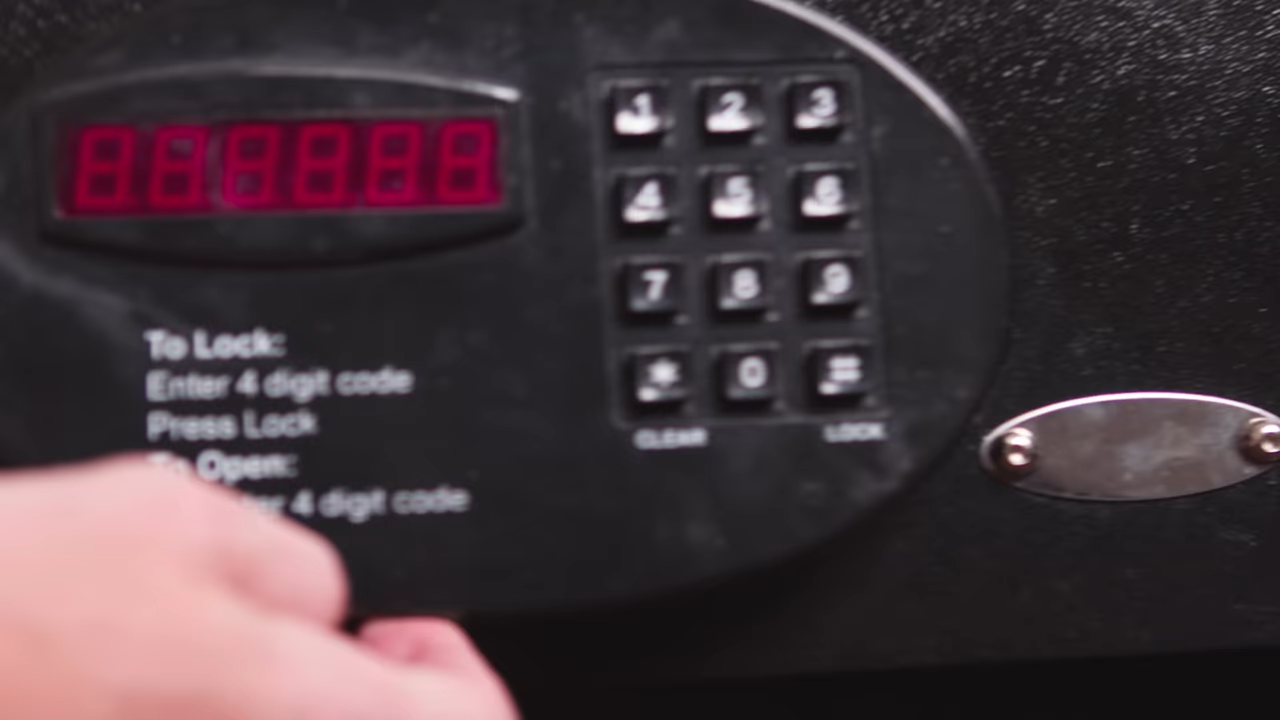 888888
1 2 3
4 5 6
7 8 9
* 0 #
CLEAR LOCK
To Lock:
Enter 4 digit code
Press Lock
To Open:
4 digit code